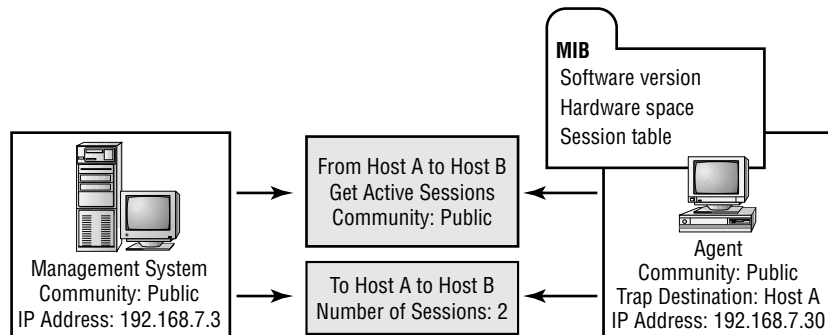 MIB
Software version
Hardware space
Session table
From Host A to Host B
Get Active Sessions
Community: Public
Management System
Community: Public
IP Address: 192.168.7.3
To Host A to Host B
Number of Sessions: 2
Agent
Community: Public
Trap Destination: Host A
IP Address: 192.168.7.30